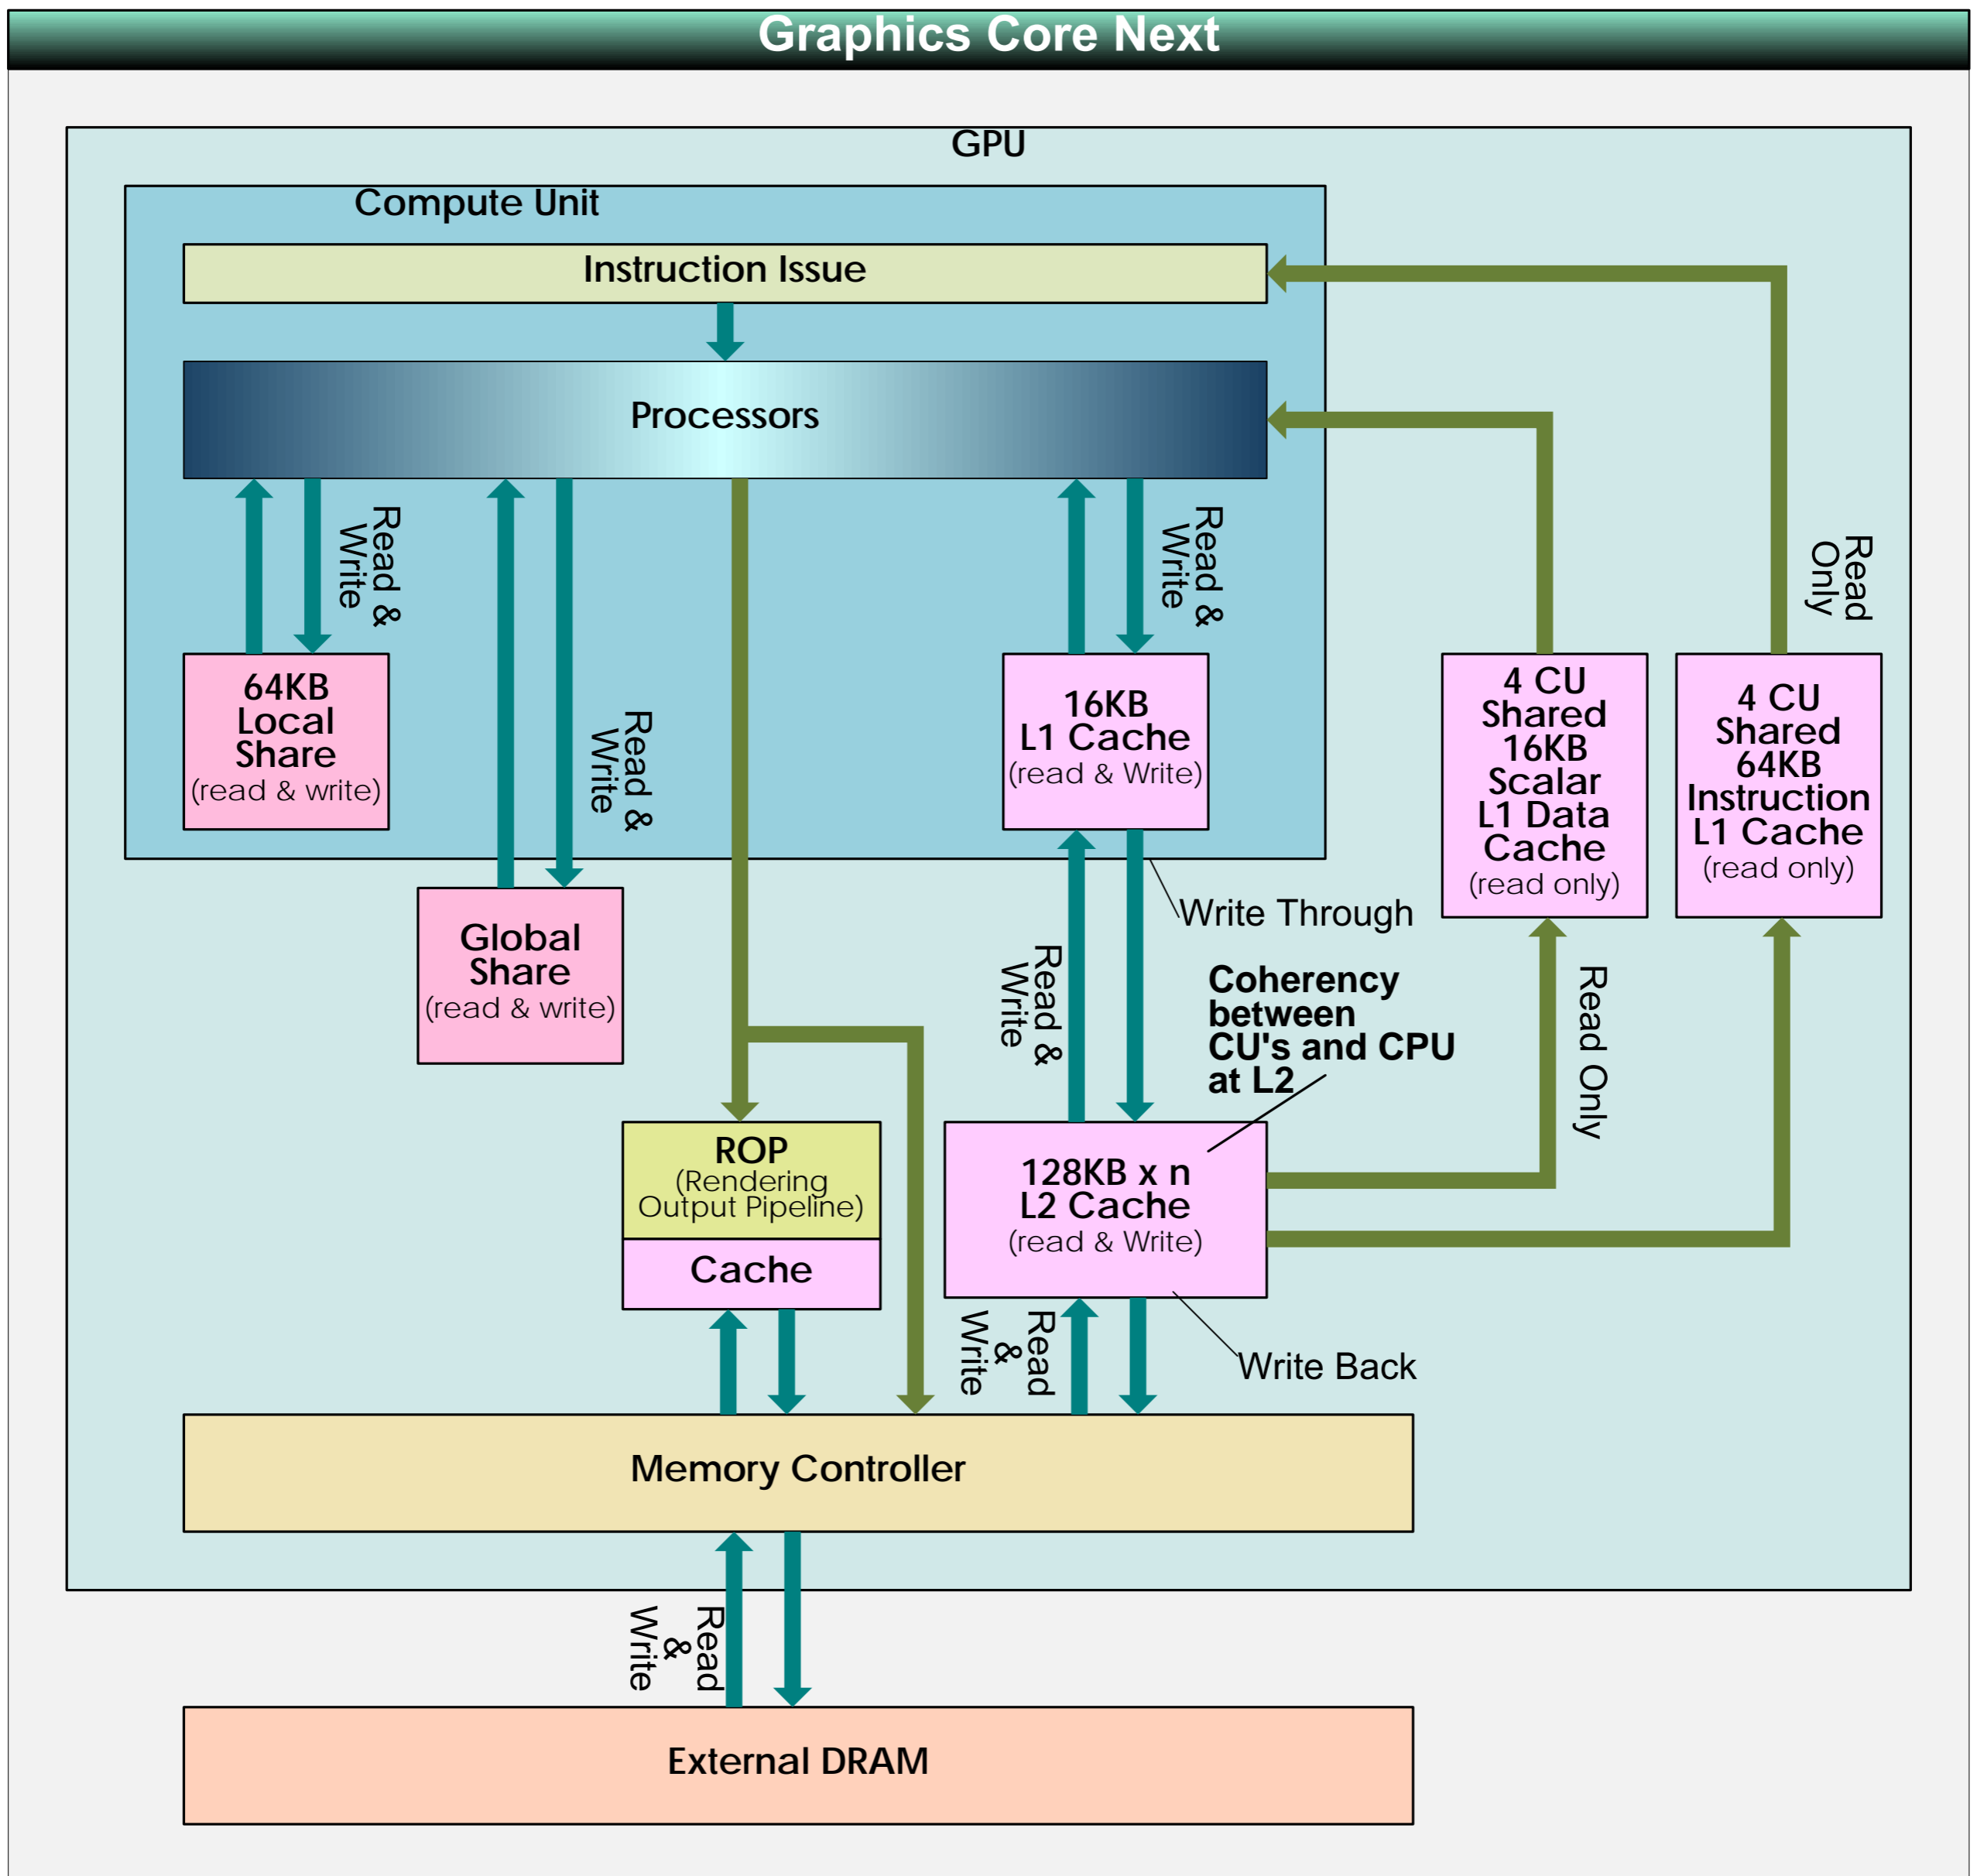 Graphics Core Next
GPU
Compute Unit
Instruction Issue
Processors
Read &
Write
Read &
Write
Read &
Write
Read
Only
64KB
Local
Share
(read & write)
16KB
L1 Cache
(read & Write)
4 CU
Shared
16KB
Scalar
L1 Data
Cache
(read only)
4 CU
Shared
64KB
Instruction
L1 Cache
(read only)
Global
Share
(read & write)
Write Through
Read &
Write
Coherency
between
CU's and CPU
at L2
Read Only
ROP
(Rendering
Output Pipeline)
Cache
128KB x n
L2 Cache
(read & Write)
Read
&
Write
Write Back
Memory Controller
Read
&
Write
External DRAM